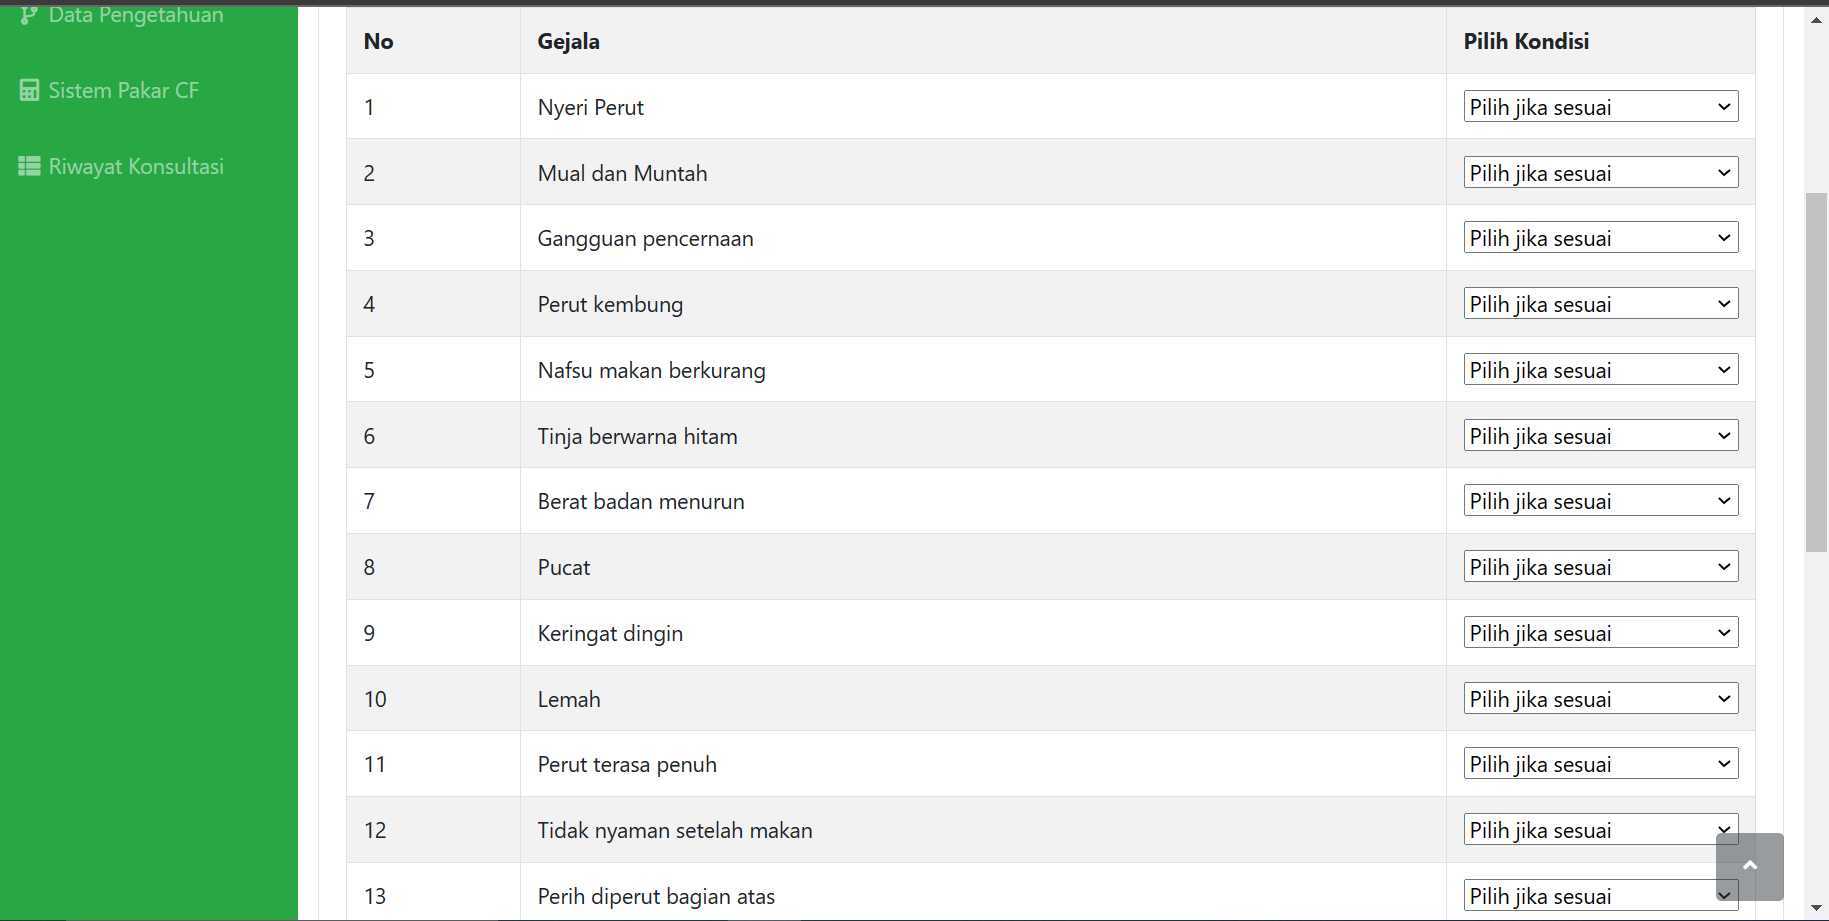 Data Pengetahuan
Sistem Pakar CF
Riwayat Konsultasi
No Gejala Pilih Kondisi
1 Nyeri Perut Pilih jika sesuai
2 Mual dan Muntah Pilih jika sesuai
3 Gangguan pencernaan Pilih jika sesuai
4 Perut kembung Pilih jika sesuai
5 Nafsu makan berkurang Pilih jika sesuai
6 Tinja berwarna hitam Pilih jika sesuai
7 Berat badan menurun Pilih jika sesuai
8 Pucat Pilih jika sesuai
9 Keringat dingin Pilih jika sesuai
10 Lemah Pilih jika sesuai
11 Perut terasa penuh Pilih jika sesuai
12 Tidak nyaman setelah makan Pilih jika sesuai
13 Perih diperut bagian atas Pilih jika sesuai